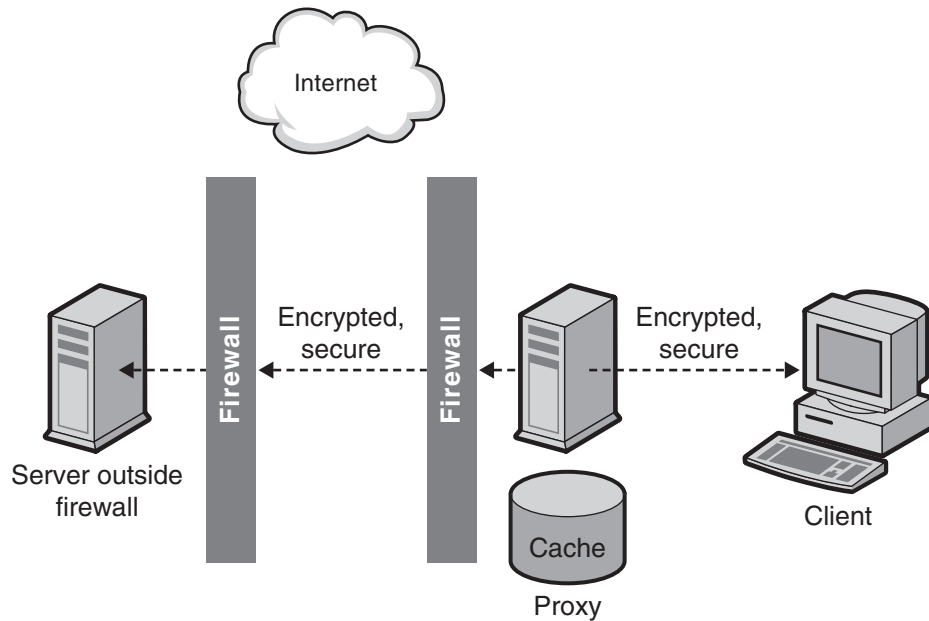 Internet
Firewall
Encrypted,
secure
Firewall
Encrypted,
secure
Server outside
firewall
Client
Cache
Proxy